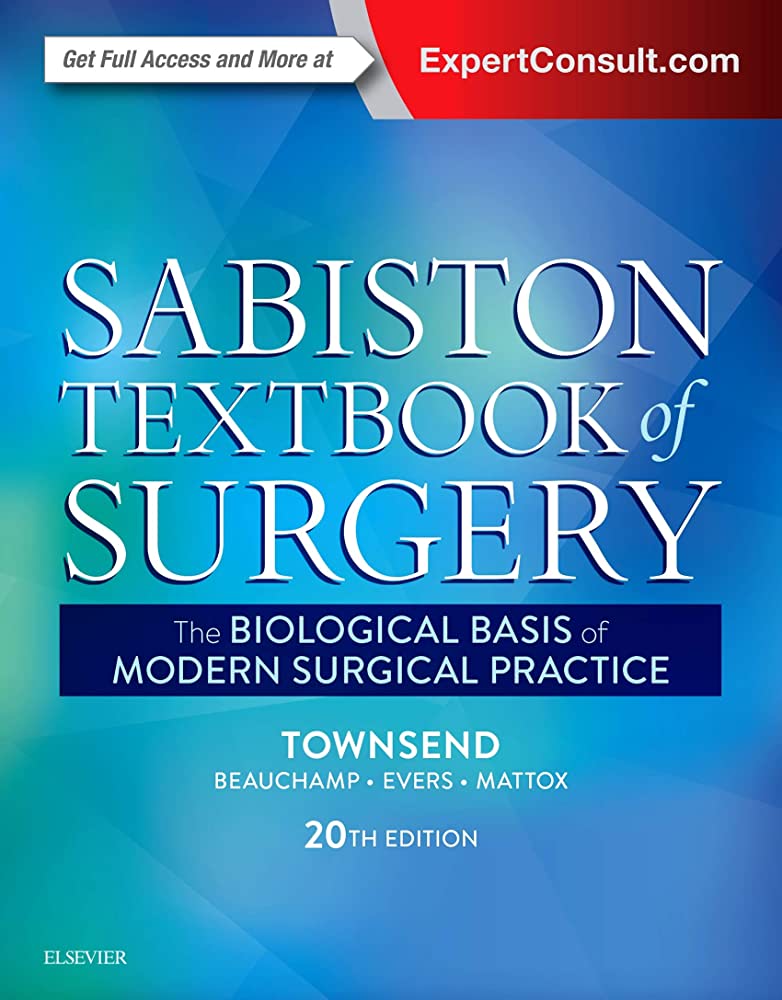 Get Full Access and More at
ExpertConsult.com
SABISTON
TEXTBOOK of
SURGERY
The BIOLOGICAL BASIS of
MODERN SURGICAL PRACTICE
TOWNSEND
BEAUCHAMP • EVERS • MATTOX
20TH EDITION
ELSEVIER